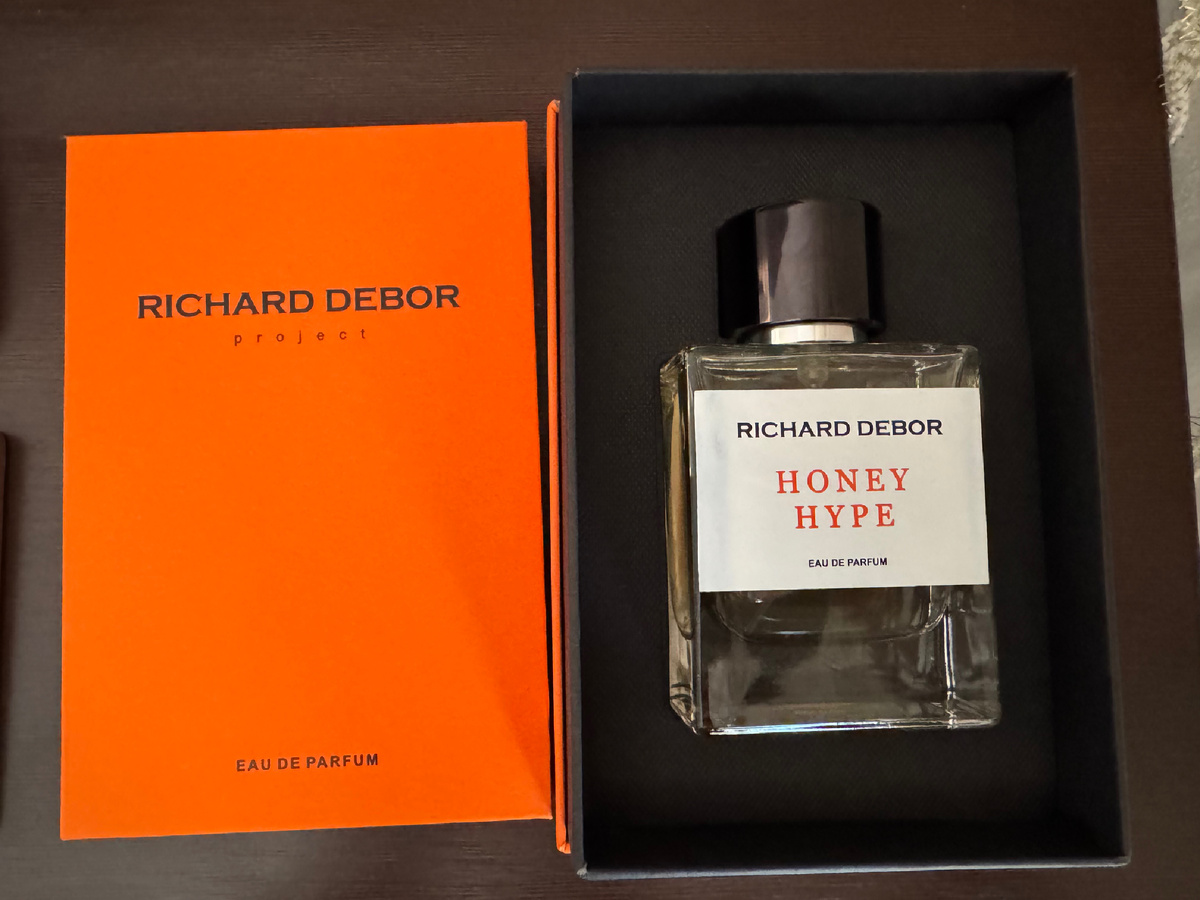 RICHARD DEBOR
project
EAU DE PARFUM
RICHARD DEBOR
HONEY
HYPE
EAU DE PARFUM